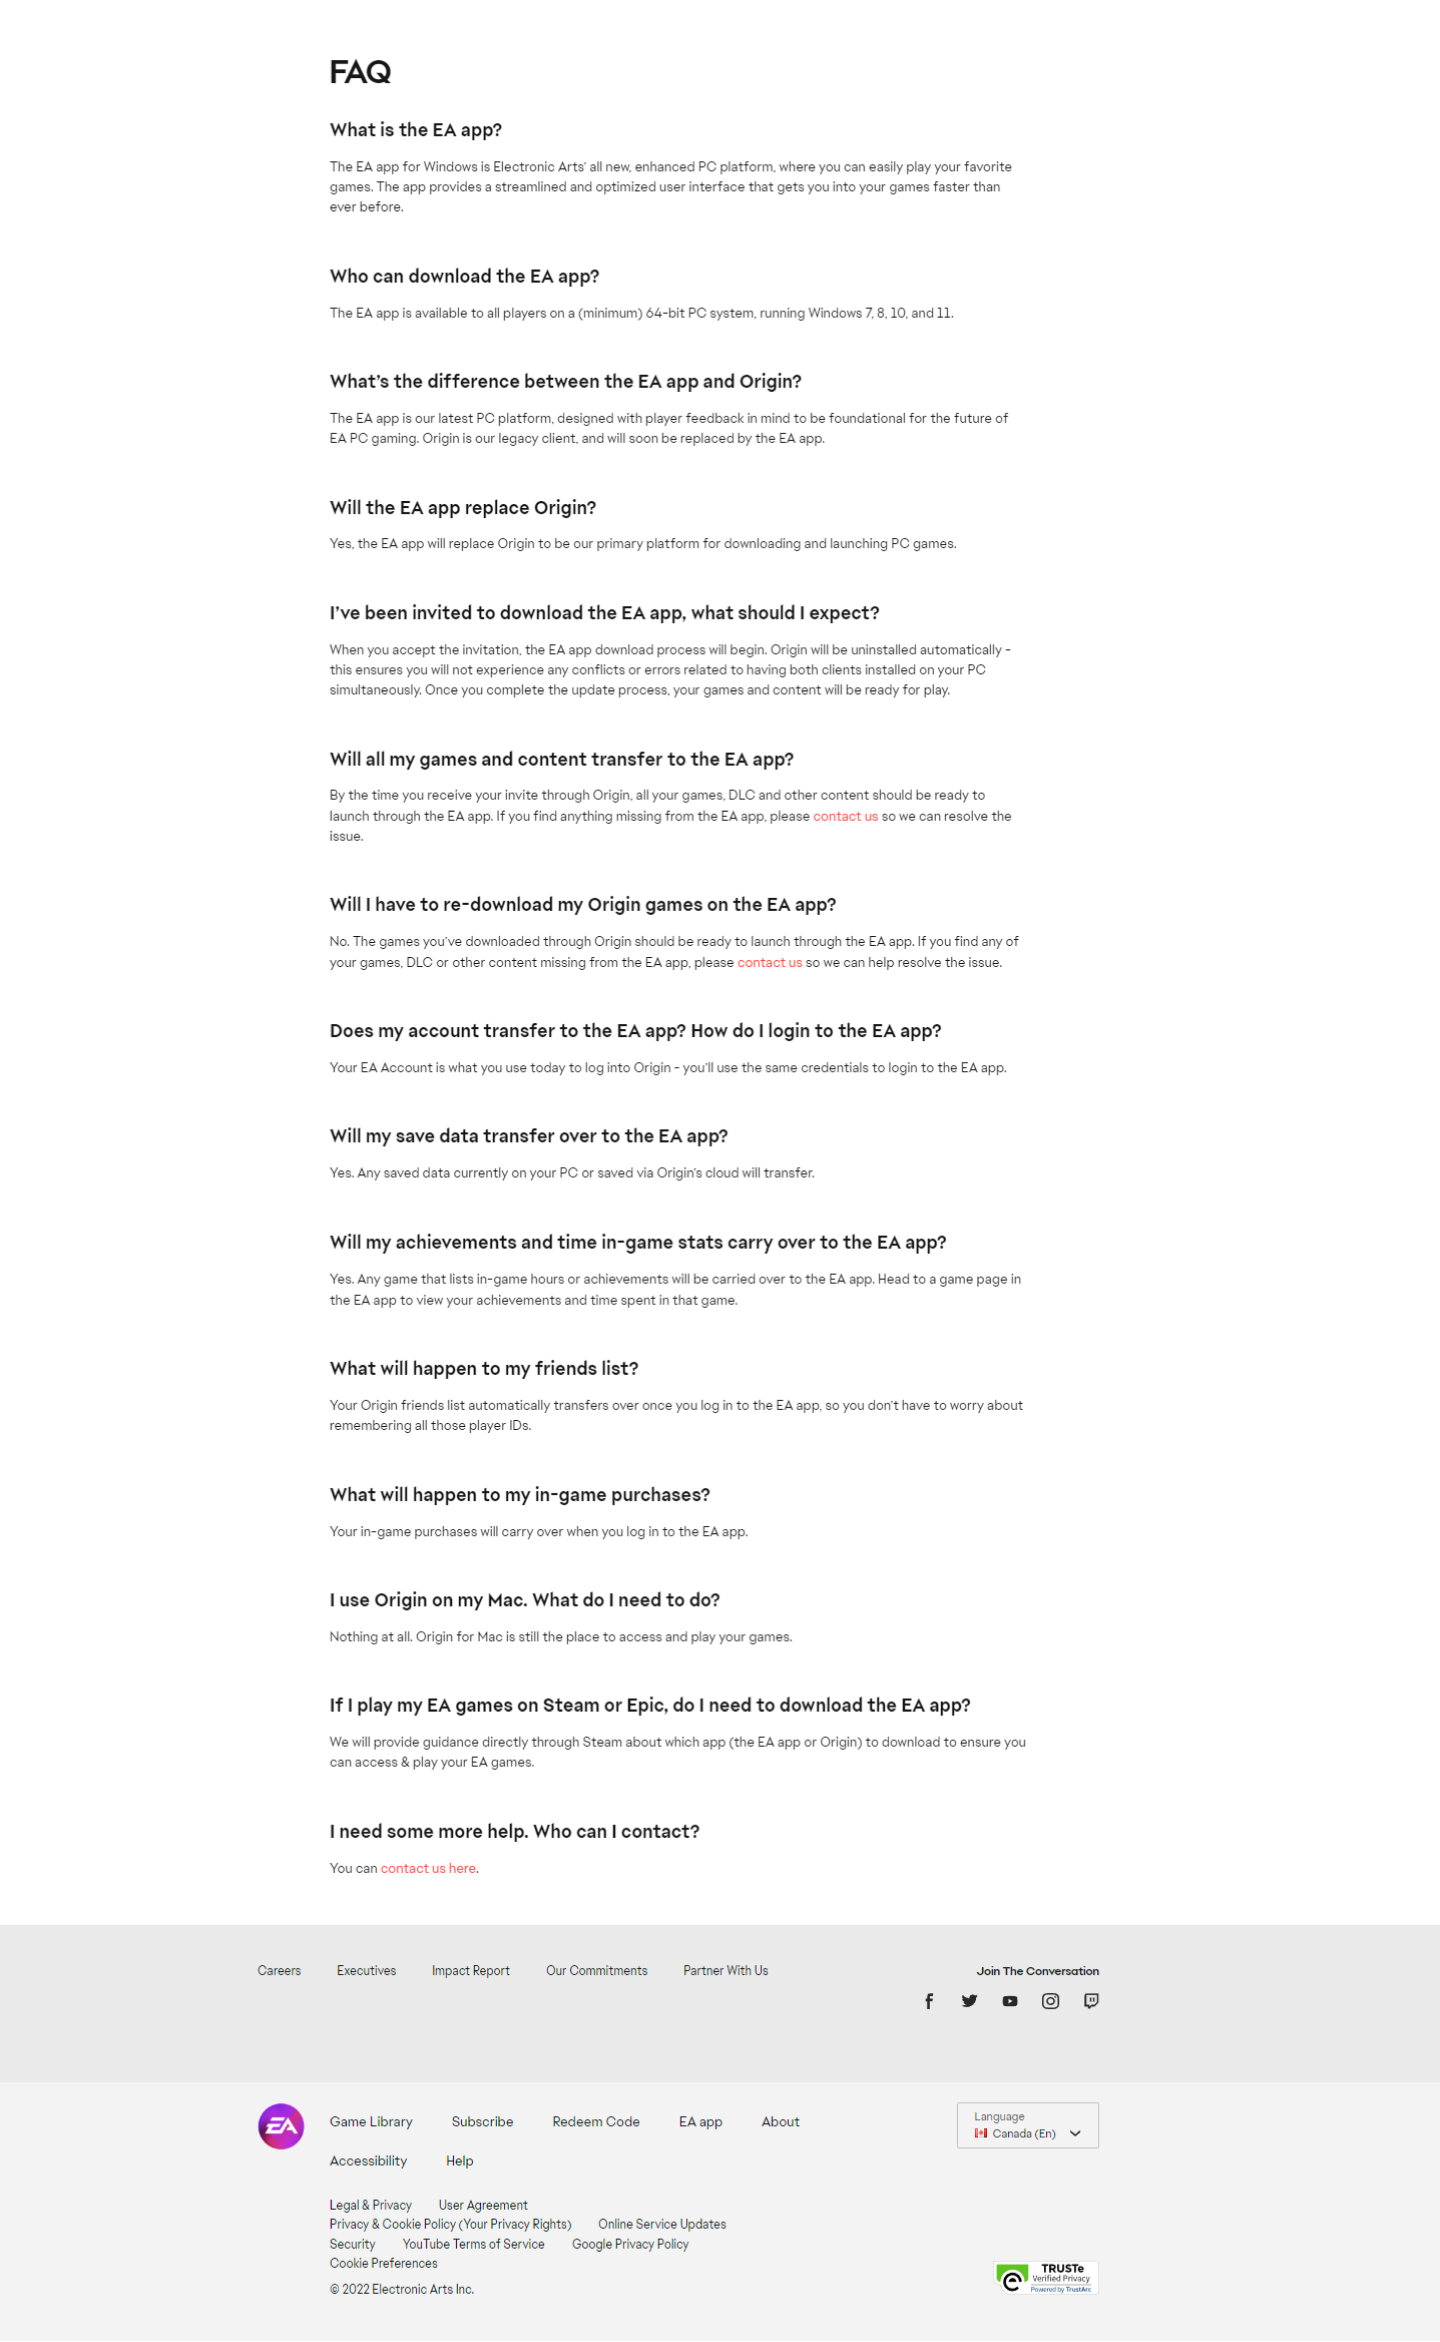 FAQ
What is the EA app?
The EA app for Windows is Electronic Arts' all new, enhanced PC platform, where you can easily play your favorite
games. The app provides a streamlined and optimized user interface that gets you into your games faster than
ever before.
Who can download the EA app?
The EA app is available to all players on a (minimum) 64-bit PC system, running Windows 7, 8, 10, and 11.
What's the difference between the EA app and Origin?
The EA app is our latest PC platform, designed with player feedback in mind to be foundational for the future of
EA PC gaming. Origin is our legacy client, and will soon be replaced by the EA app.
Will the EA app replace Origin?
Yes, the EA app will replace Origin to be our primary platform for downloading and launching PC games.
I've been invited to download the EA app, what should I expect?
When you accept the invitation, the EA app download process will begin. Origin will be uninstalled automatically -
this ensures you will not experience any conflicts or errors related to having both clients installed on your PC
simultaneously. Once you complete the update process, your games and content will be ready for play.
Will all my games and content transfer to the EA app?
By the time you receive your invite through Origin, all your games, DLC and other content should be ready to
launch through the EA app. If you find anything missing from the EA app, please contact us so we can resolve the
issue.
Will I have to re-download my Origin games on the EA app?
No. The games you've downloaded through Origin should be ready to launch through the EA app. If you find any of
your games, DLC or other content missing from the EA app, please contact us so we can help resolve the issue.
Does my account transfer to the EA app? How do I login to the EA app?
Your EA Account is what you use today to log into Origin - you'll use the same credentials to login to the EA app.
Will my save data transfer over to the EA app?
Yes. Any saved data currently on your PC or saved via Origin's cloud will transfer.
Will my achievements and time in-game stats carry over to the EA app?
Yes. Any game that lists in-game hours or achievements will be carried over to the EA app. Head to a game page in
the EA app to view your achievements and time spent in that game.
What will happen to my friends list?
Your Origin friends list automatically transfers over once you log in to the EA app, so you don't have to worry about
remembering all those player IDs.
What will happen to my in-game purchases?
Your in-game purchases will carry over when you log in to the EA app.
I use Origin on my Mac. What do I need to do?
Nothing at all. Origin for Mac is still the place to access and play your games.
If I play my EA games on Steam or Epic, do I need to download the EA app?
We will provide guidance directly through Steam about which app (the EA app or Origin) to download to ensure you
can access & play your EA games.
I need some more help. Who can I contact?
You can contact us here.
Careers Executives Impact Report Our Commitments Partner With Us
Join The Conversation
EA
Game Library Subscribe Redeem Code EA app About
Accessibility Help
Language
Canada (En)
Legal & Privacy User Agreement
Privacy & Cookie Policy (Your Privacy Rights) Online Service Updates
Security YouTube Terms of Service Google Privacy Policy
Cookie Preferences
© 2022 Electronic Arts Inc.
TRUSTe
Verified Privacy
Powered by TrustArc